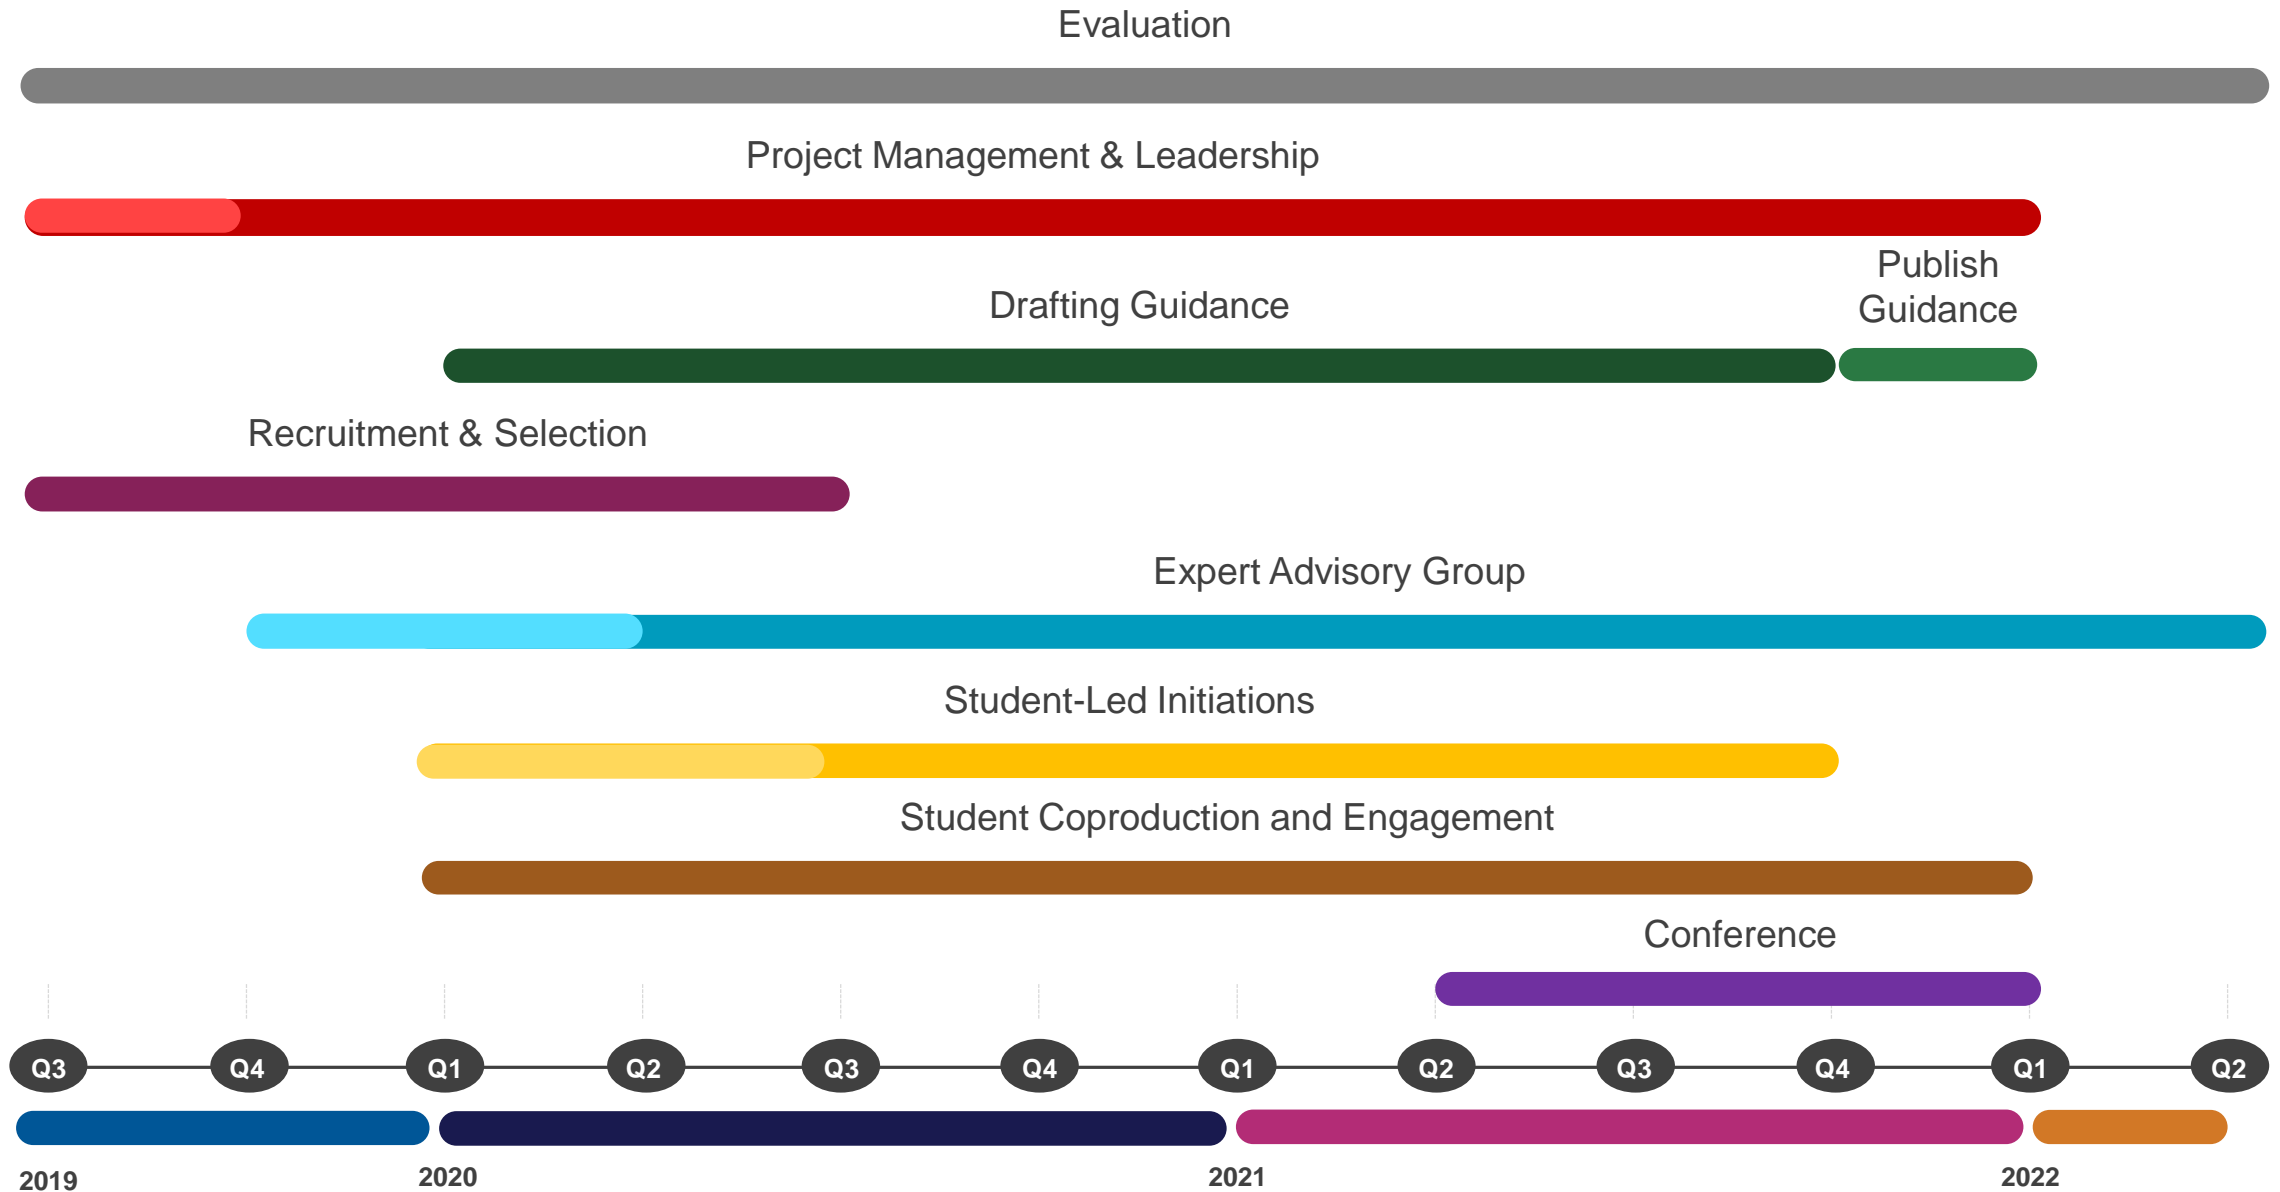 Evaluation
Project Management & Leadership
Publish
Guidance
Drafting Guidance
Recruitment & Selection
Expert Advisory Group
Student-Led Initiations
Student Coproduction and Engagement
Conference
Q3 Q4 Q1 Q2 Q3 Q4 Q1 Q2 Q3 Q4 Q1 Q2
2019 2020 2021 2022